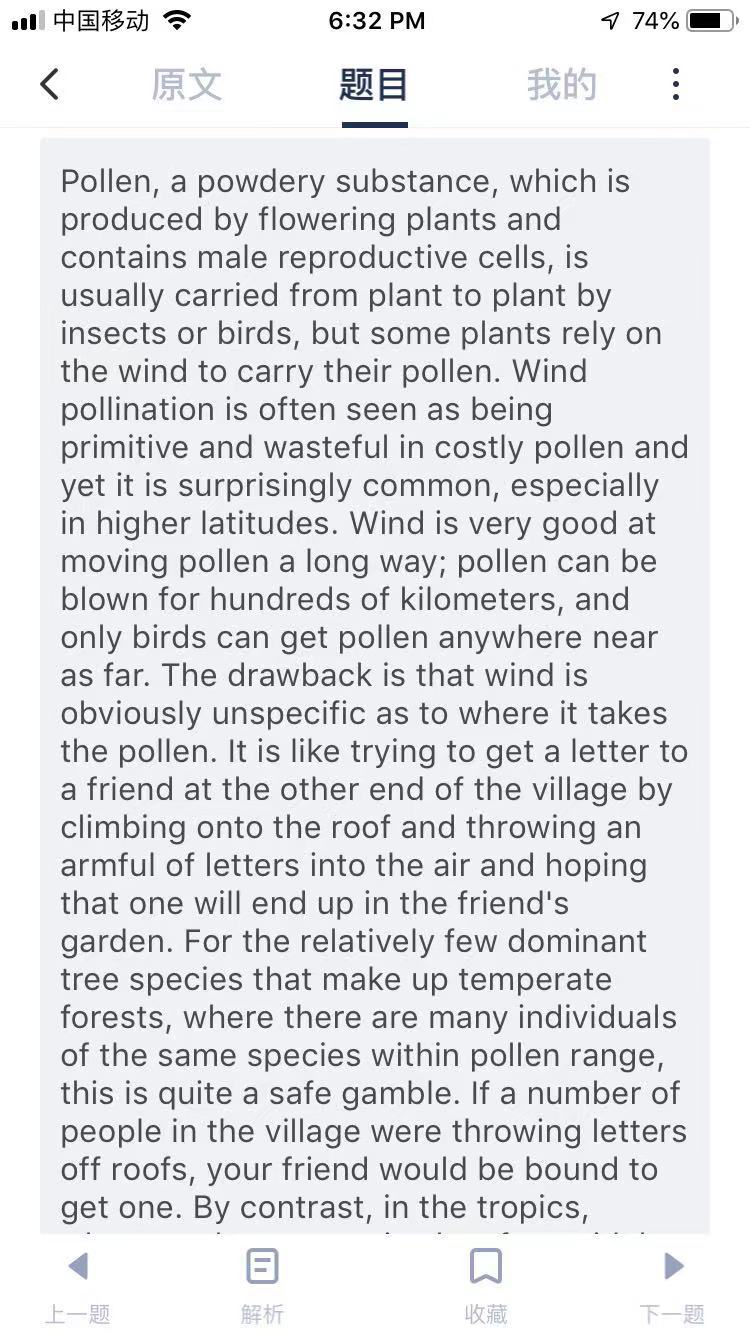 中国移动 6:32 PM 74%
原文 题目 我的
Pollen, a powdery substance, which is
produced by flowering plants and
contains male reproductive cells, is
usually carried from plant to plant by
insects or birds, but some plants rely on
the wind to carry their pollen. Wind
pollination is often seen as being
primitive and wasteful in costly pollen and
yet it is surprisingly common, especially
in higher latitudes. Wind is very good at
moving pollen a long way; pollen can be
blown for hundreds of kilometers, and
only birds can get pollen anywhere near
as far. The drawback is that wind is
obviously unspecific as to where it takes
the pollen. It is like trying to get a letter to
a friend at the other end of the village by
climbing onto the roof and throwing an
armful of letters into the air and hoping
that one will end up in the friend's
garden. For the relatively few dominant
tree species that make up temperate
forests, where there are many individuals
of the same species within pollen range,
this is quite a safe gamble. If a number of
people in the village were throwing letters
off roofs, your friend would be bound to
get one. By contrast, in the tropics,
上一题 解析 收藏 下一题